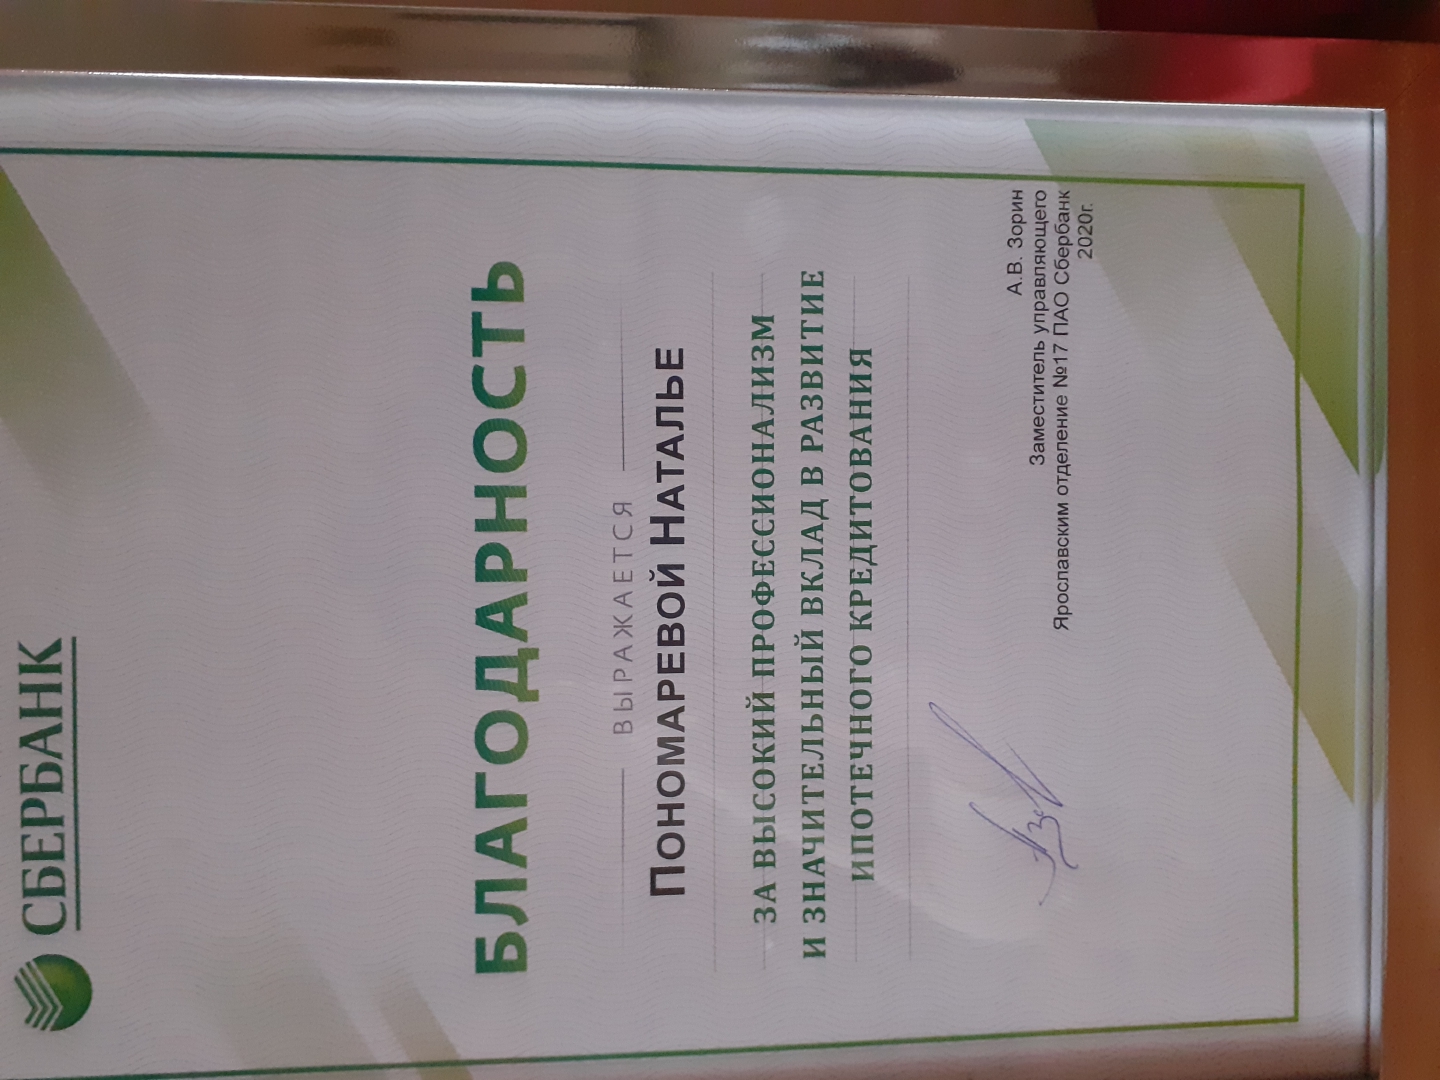 СБЕРБАНК
БЛАГОДАРНОСТЬ
ВЫРАЖАЕТСЯ
ПОНОМАРЕВОЙ НАТАЛЬЕ
ЗА ВЫСОКИЙ ПРОФЕССИОНАЛИЗМ
И ЗНАЧИТЕЛЬНЫЙ ВКЛАД В РАЗВИТИЕ
ИПОТЕЧНОГО КРЕДИТОВАНИЯ
А.В. Зорин
Заместитель управляющего
Ярославским отделение №17 ПАО Сбербанк
2020г.